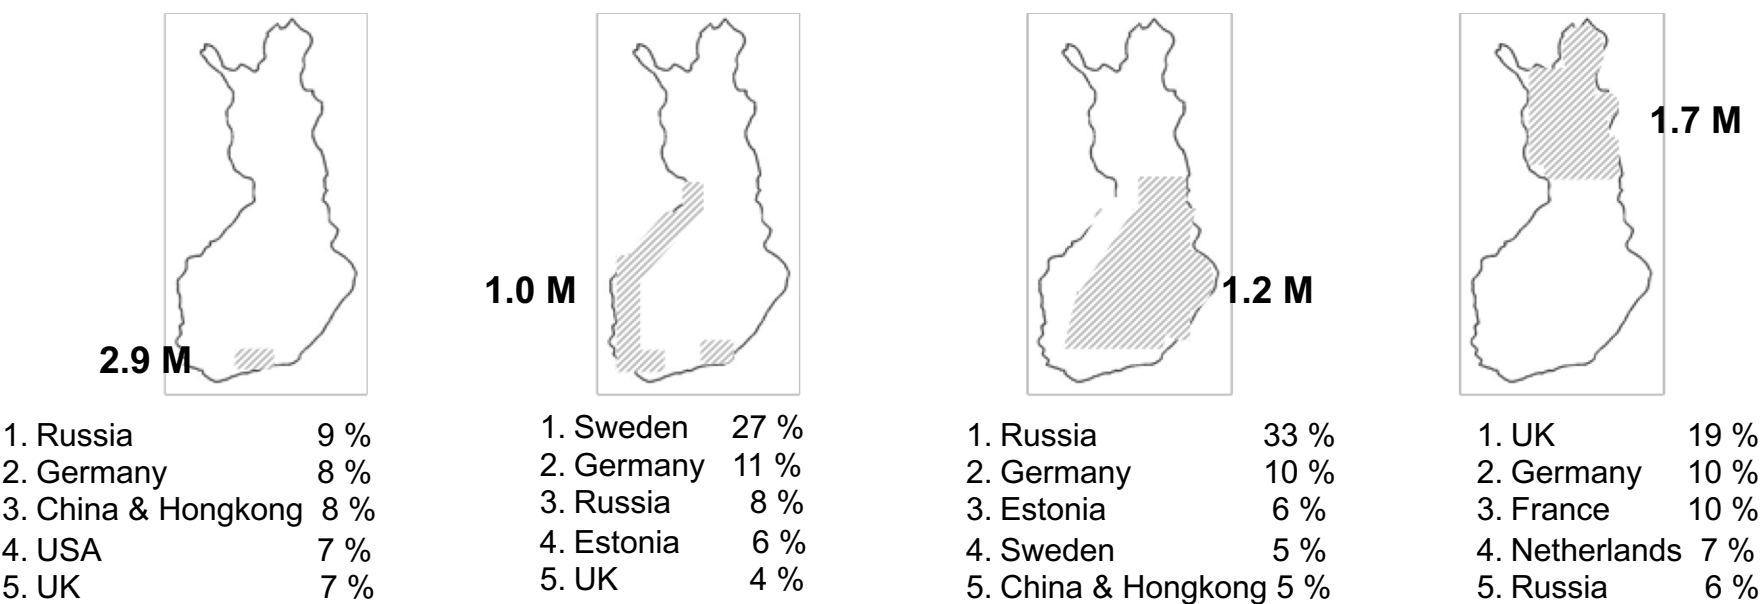 2.9 M
1. Russia 9 %
2. Germany 8 %
3. China & Hongkong 8 %
4. USA 7 %
5. UK 7 %
1.0 M
1. Sweden 27 %
2. Germany 11 %
3. Russia 8 %
4. Estonia 6 %
5. UK 4 %
1.2 M
1. Russia 33 %
2. Germany 10 %
3. Estonia 6 %
4. Sweden 5 %
5. China & Hongkong 5 %
1.7 M
1. UK 19 %
2. Germany 10 %
3. France 10 %
4. Netherlands 7 %
5. Russia 6 %